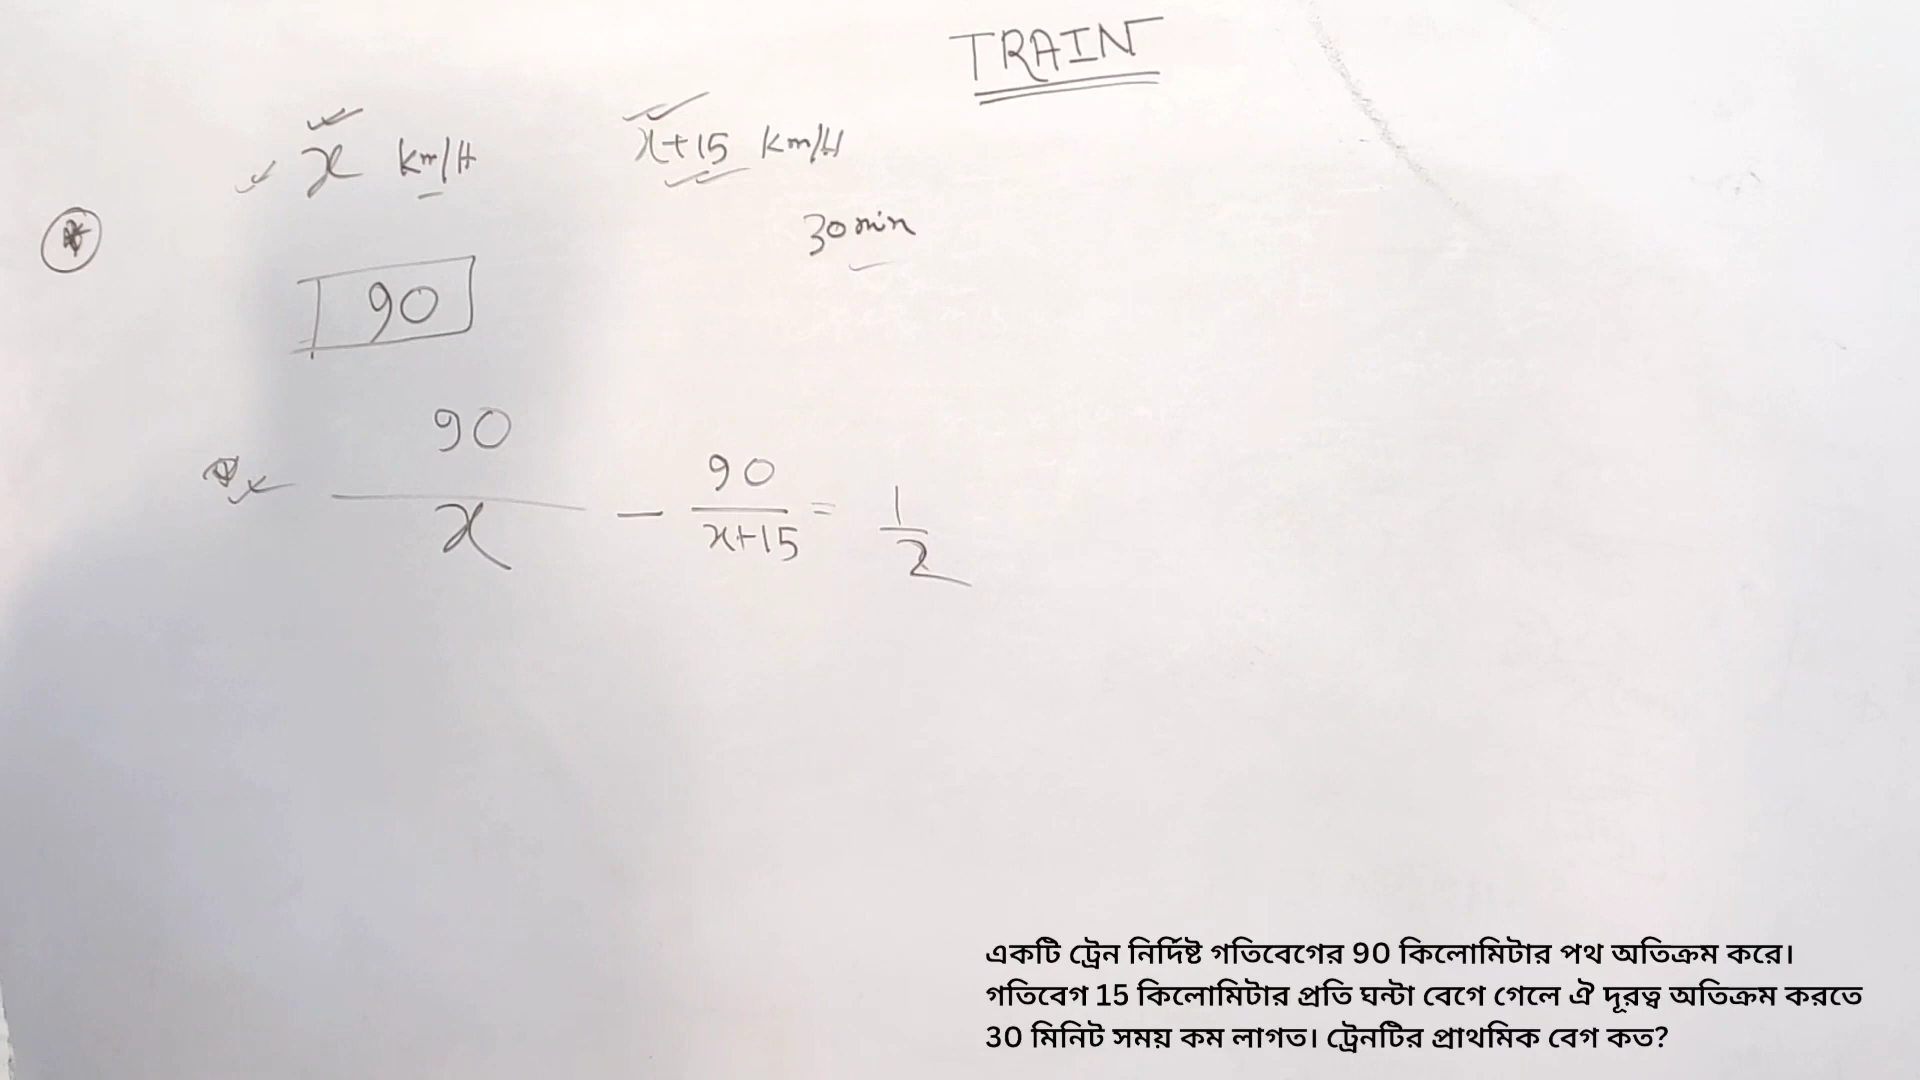 TRAIN
x km/H x+15 km/H
30 min
90
90/x - 90/x+15 = 1/2
একটি ট্রেন নির্দিষ্ট গতিবেগের 90 কিলোমিটার পথ অতিক্রম করে।
গতিবেগ 15 কিলোমিটার প্রতি ঘন্টা বেগে গেলে ঐ দূরত্ব অতিক্রম করতে
30 মিনিট সময় কম লাগত। ট্রেনটির প্রাথমিক বেগ কত?